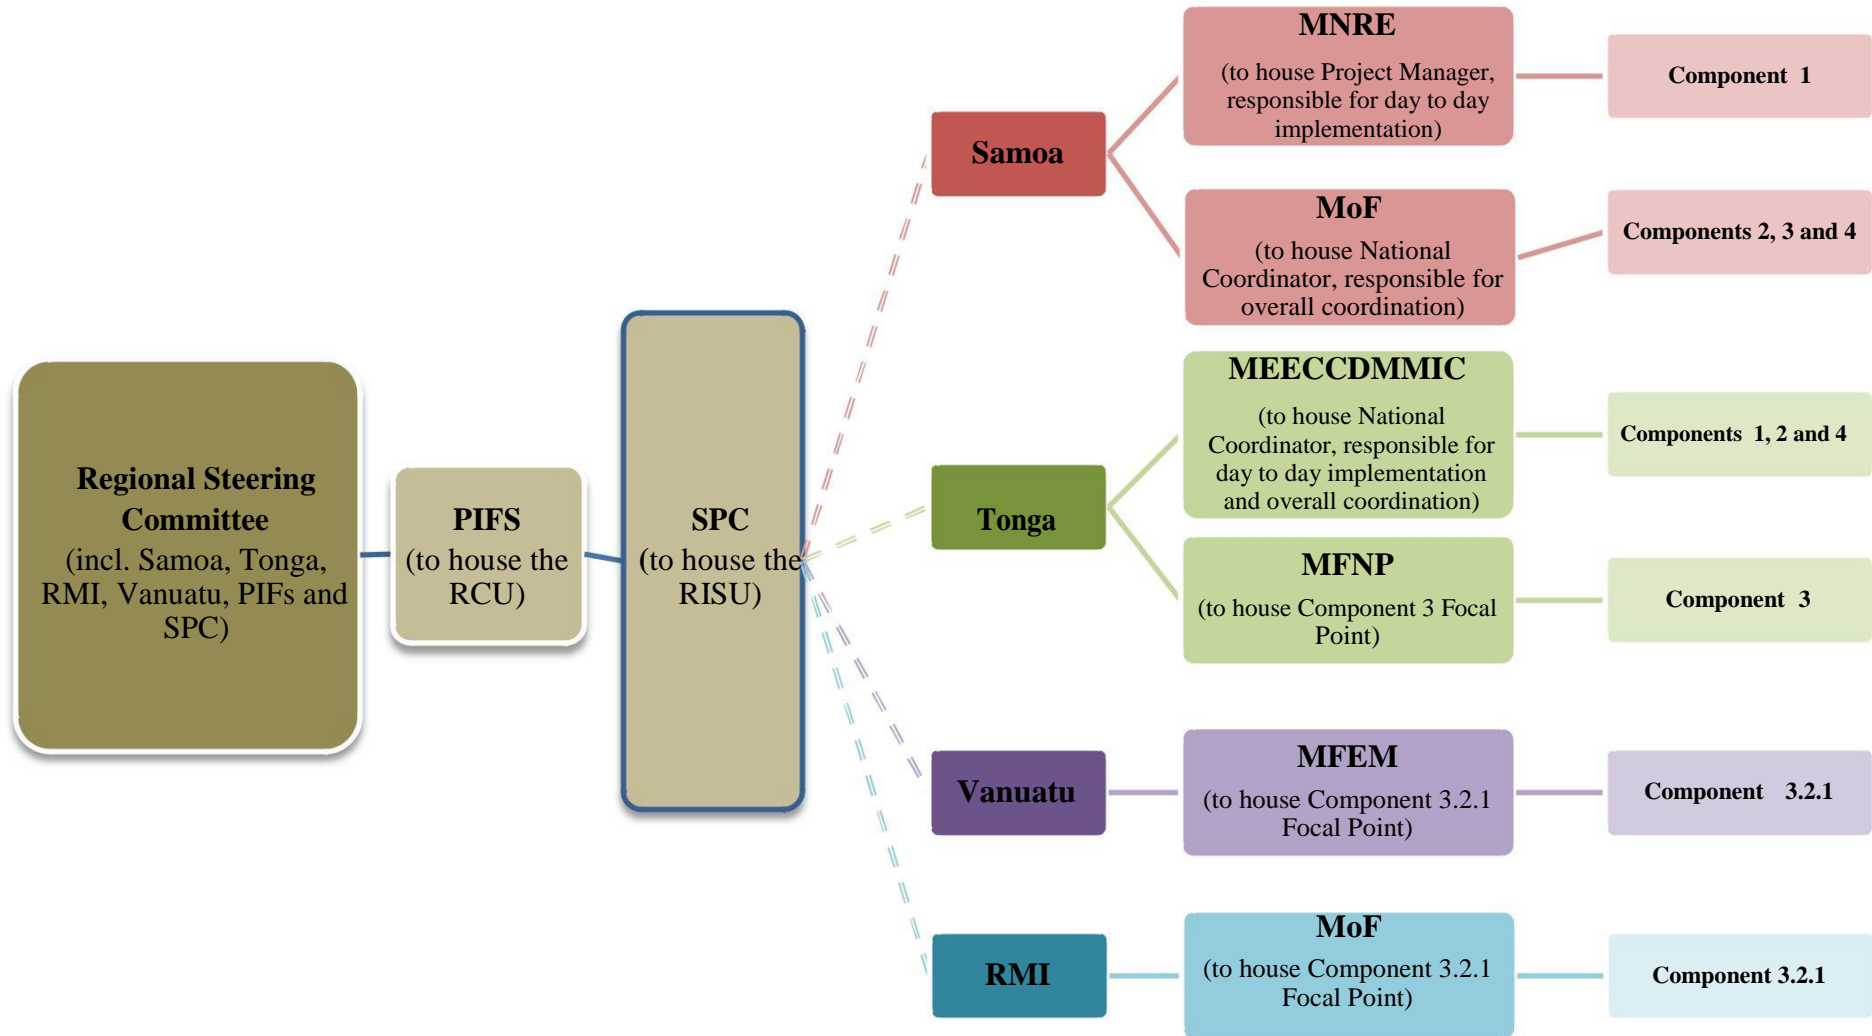 Regional Steering
Committee
(incl. Samoa, Tonga,
RMI, Vanuatu, PIFs and
SPC)
PIFS
(to house the
RCU)
SPC
(to house the
RISU)
Samoa
MNRE
(to house Project Manager,
responsible for day to day
implementation)
Component 1
MoF
(to house National
Coordinator, responsible for
overall coordination)
Components 2, 3 and 4
Tonga
MEECCDMMIC
(to house National
Coordinator, responsible for
day to day implementation
and overall coordination)
Components 1, 2 and 4
MFNP
(to house Component 3 Focal
Point)
Component 3
Vanuatu
MFEM
(to house Component 3.2.1
Focal Point)
Component 3.2.1
RMI
MoF
(to house Component 3.2.1
Focal Point)
Component 3.2.1